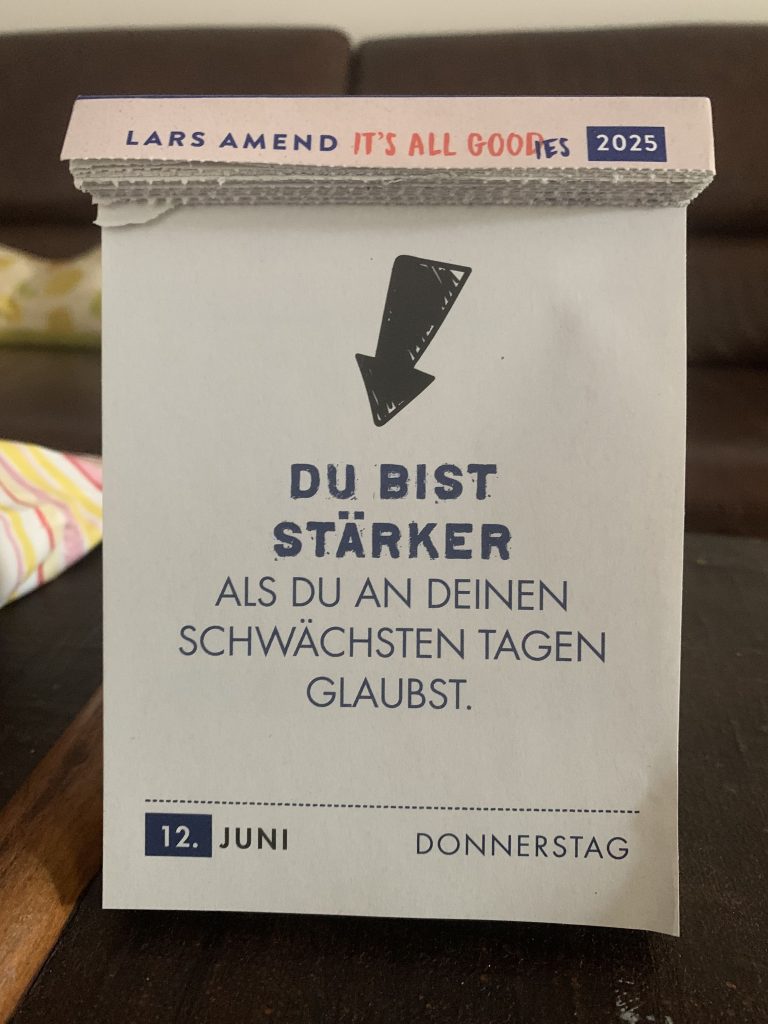 LARS AMEND IT'S ALL GOODIES 2025
DU BIST
STÄRKER
ALS DU AN DEINEN
SCHWÄCHSTEN TAGEN
GLAUBST.
12. JUNI DONNERSTAG